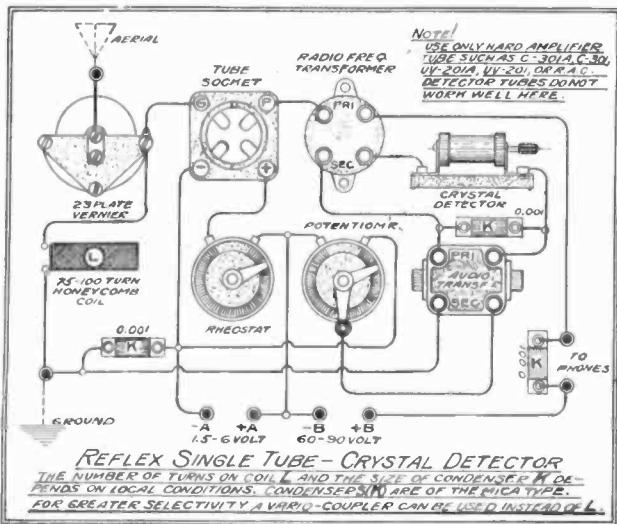 AERIAL
NOTE!
USE ONLY HARD AMPLIFIER
TUBE SUCH AS C-301A, C-301,
UV-201A, UV-201, OR R.A.C.
DETECTOR TUBES DO NOT
WORK WELL HERE.
TUBE
SOCKET
RADIO FREQ.
TRANSFORMER
G
P
PRI
SEC
23 PLATE
VERNIER
CRYSTAL
DETECTOR
0.001
K
POTENTIOM'R.
L
75-100 TURN
HONEYCOMB
COIL
RHEOSTAT
PRI
AUDIO
TRANSF.
SEC
0.001
K
0.001
K
TO
PHONES
GROUND
-A
+A
-B
+B
1.5-6 VOLT
60-90 VOLT
REFLEX SINGLE TUBE - CRYSTAL DETECTOR
THE NUMBER OF TURNS ON COIL L AND THE SIZE OF CONDENSER K DE-
PENDS ON LOCAL CONDITIONS. CONDENSERS(K) ARE OF THE MICA TYPE.
FOR GREATER SELECTIVITY A VARIO-COUPLER CAN BE USED INSTEAD OF L.